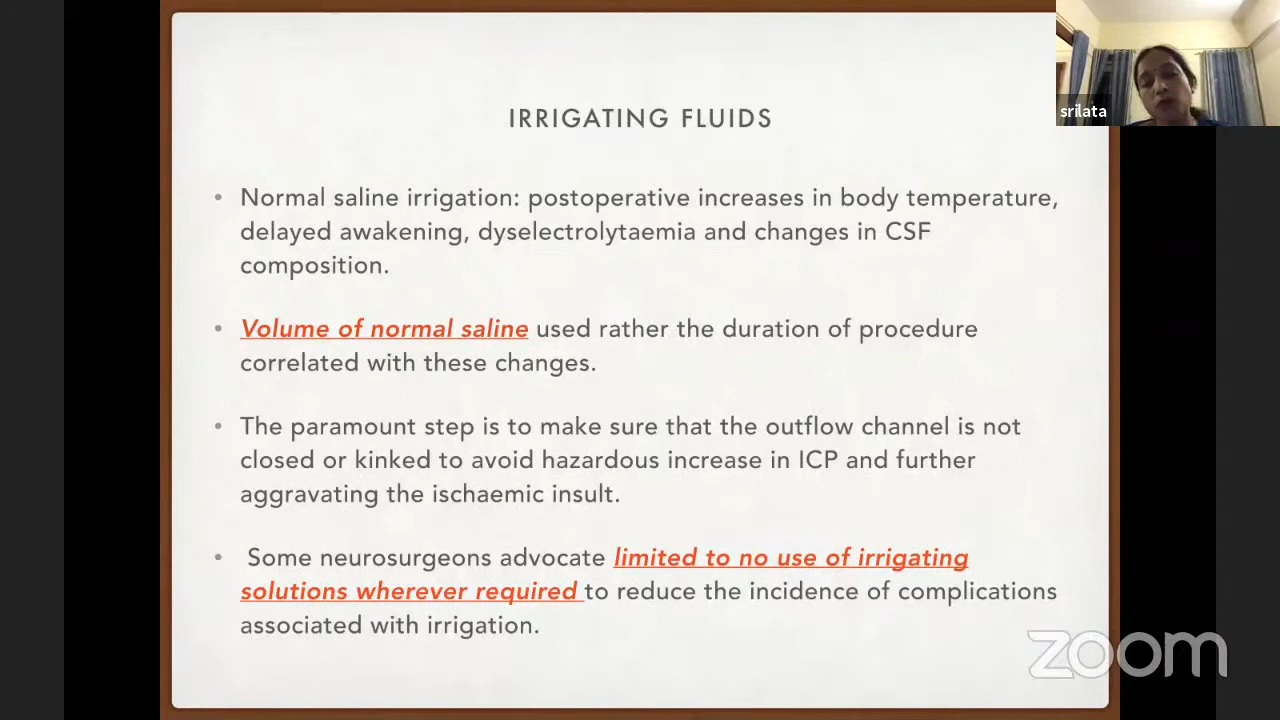 IRRIGATING FLUIDS
srilata
• Normal saline irrigation: postoperative increases in body temperature,
delayed awakening, dyselectrolytaemia and changes in CSF
composition.
• Volume of normal saline used rather the duration of procedure
correlated with these changes.
• The paramount step is to make sure that the outflow channel is not
closed or kinked to avoid hazardous increase in ICP and further
aggravating the ischaemic insult.
• Some neurosurgeons advocate limited to no use of irrigating
solutions wherever required to reduce the incidence of complications
associated with irrigation.
zoom